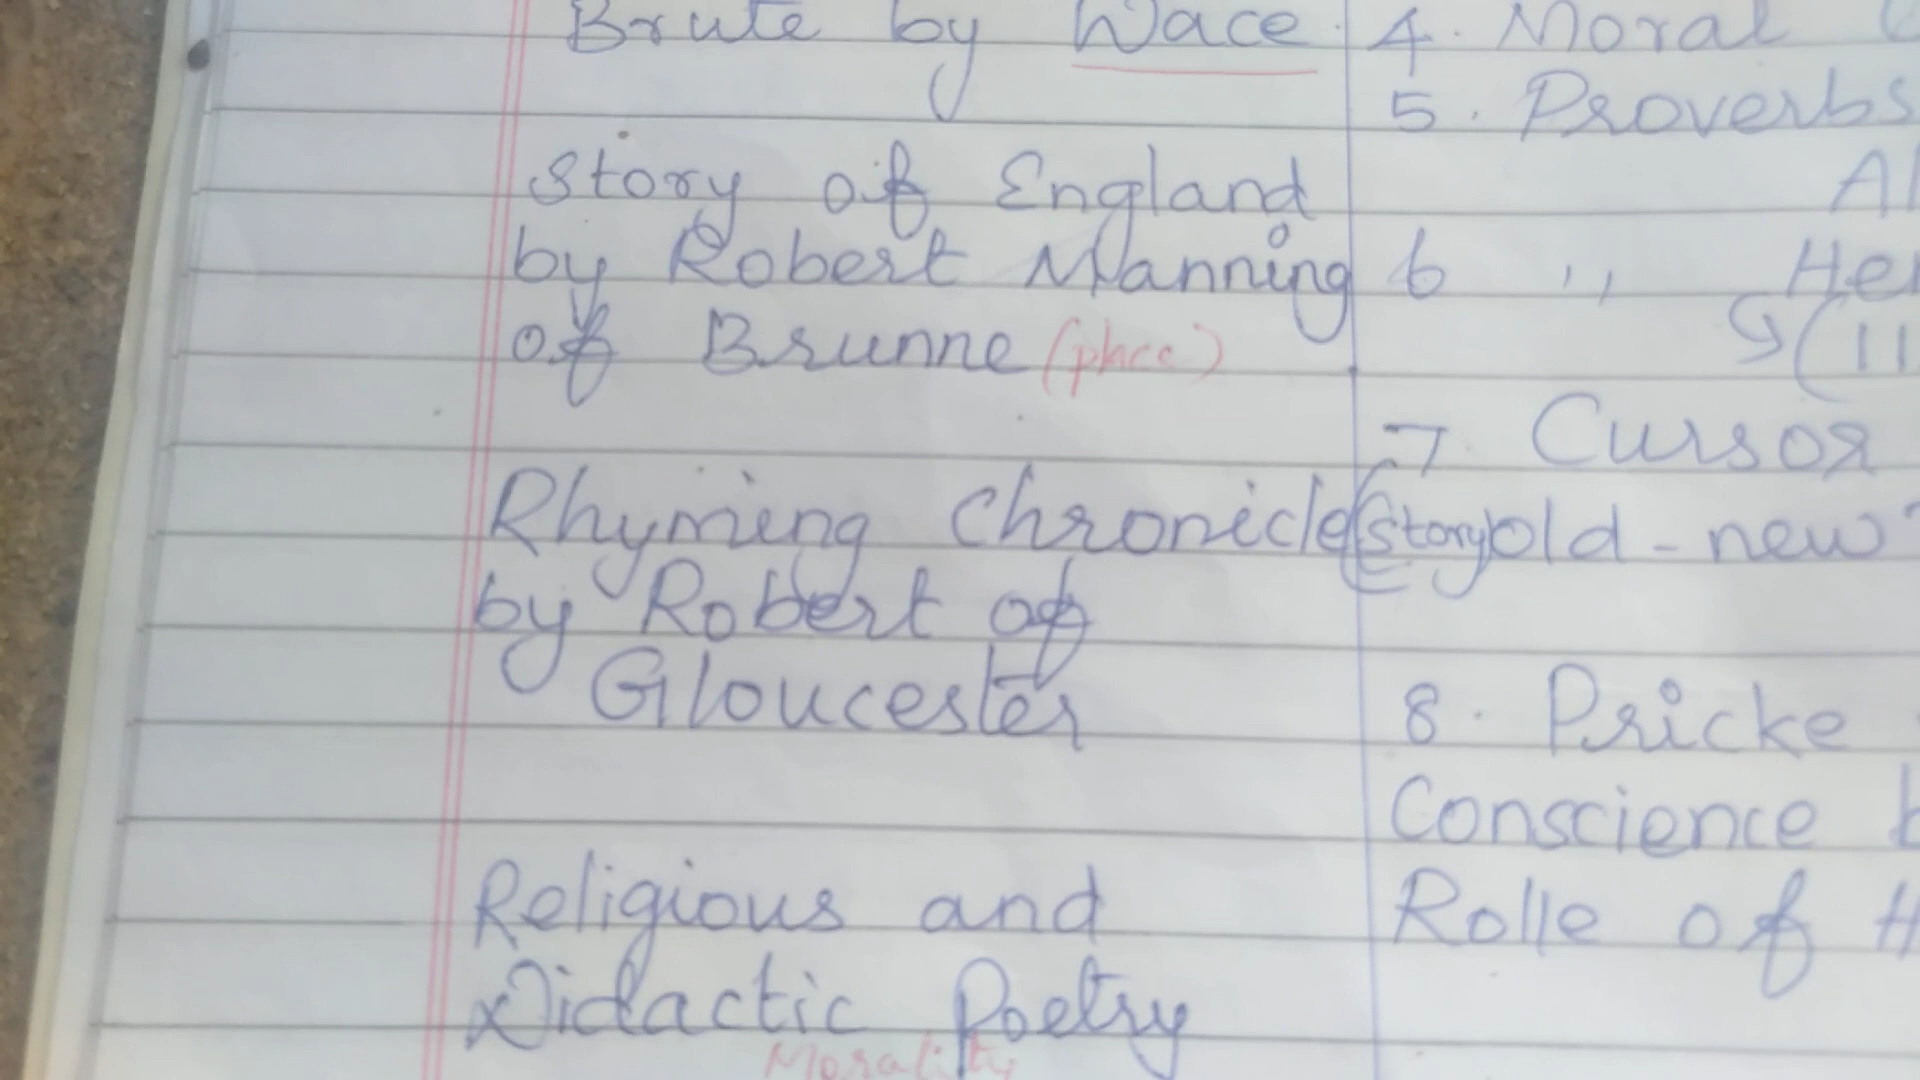 Brute by Wace.
Story of England
by Robert Manning
of Brunne
Rhyming Chronicle
by Robert of
Gloucester
Religious and
Didactic Poetry
Morality
4. Moral
5. Proverbs
Al
6 ,, Hen
(11
7. Cursor
(Story) old - new
8. Pricke
Conscience b
Rolle of H